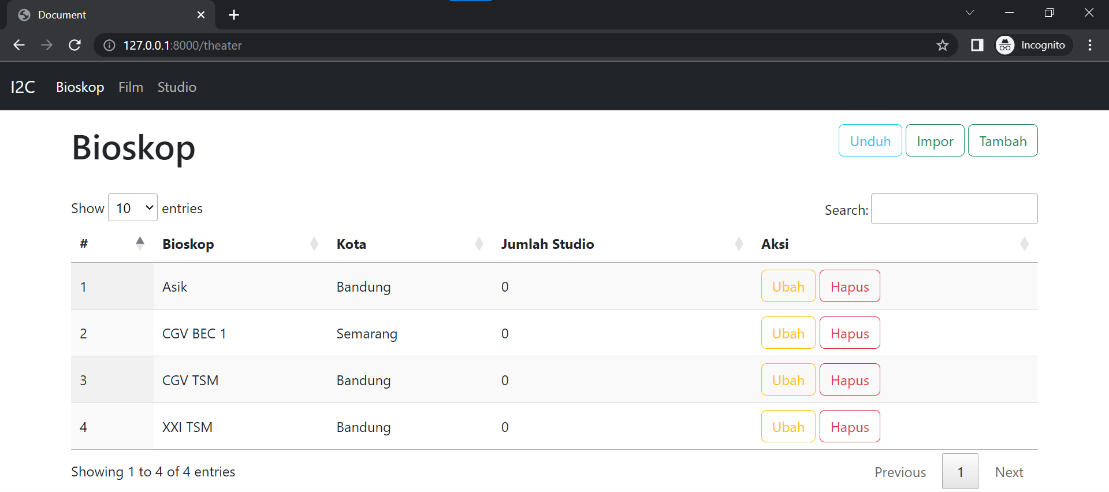 Document
127.0.0.1:8000/theater
Incognito
I2C Bioskop Film Studio
Bioskop
Unduh Impor Tambah
Show 10 entries
Search:
# Bioskop Kota Jumlah Studio Aksi
1 Asik Bandung 0 Ubah Hapus
2 CGV BEC 1 Semarang 0 Ubah Hapus
3 CGV TSM Bandung 0 Ubah Hapus
4 XXI TSM Bandung 0 Ubah Hapus
Showing 1 to 4 of 4 entries
Previous 1 Next